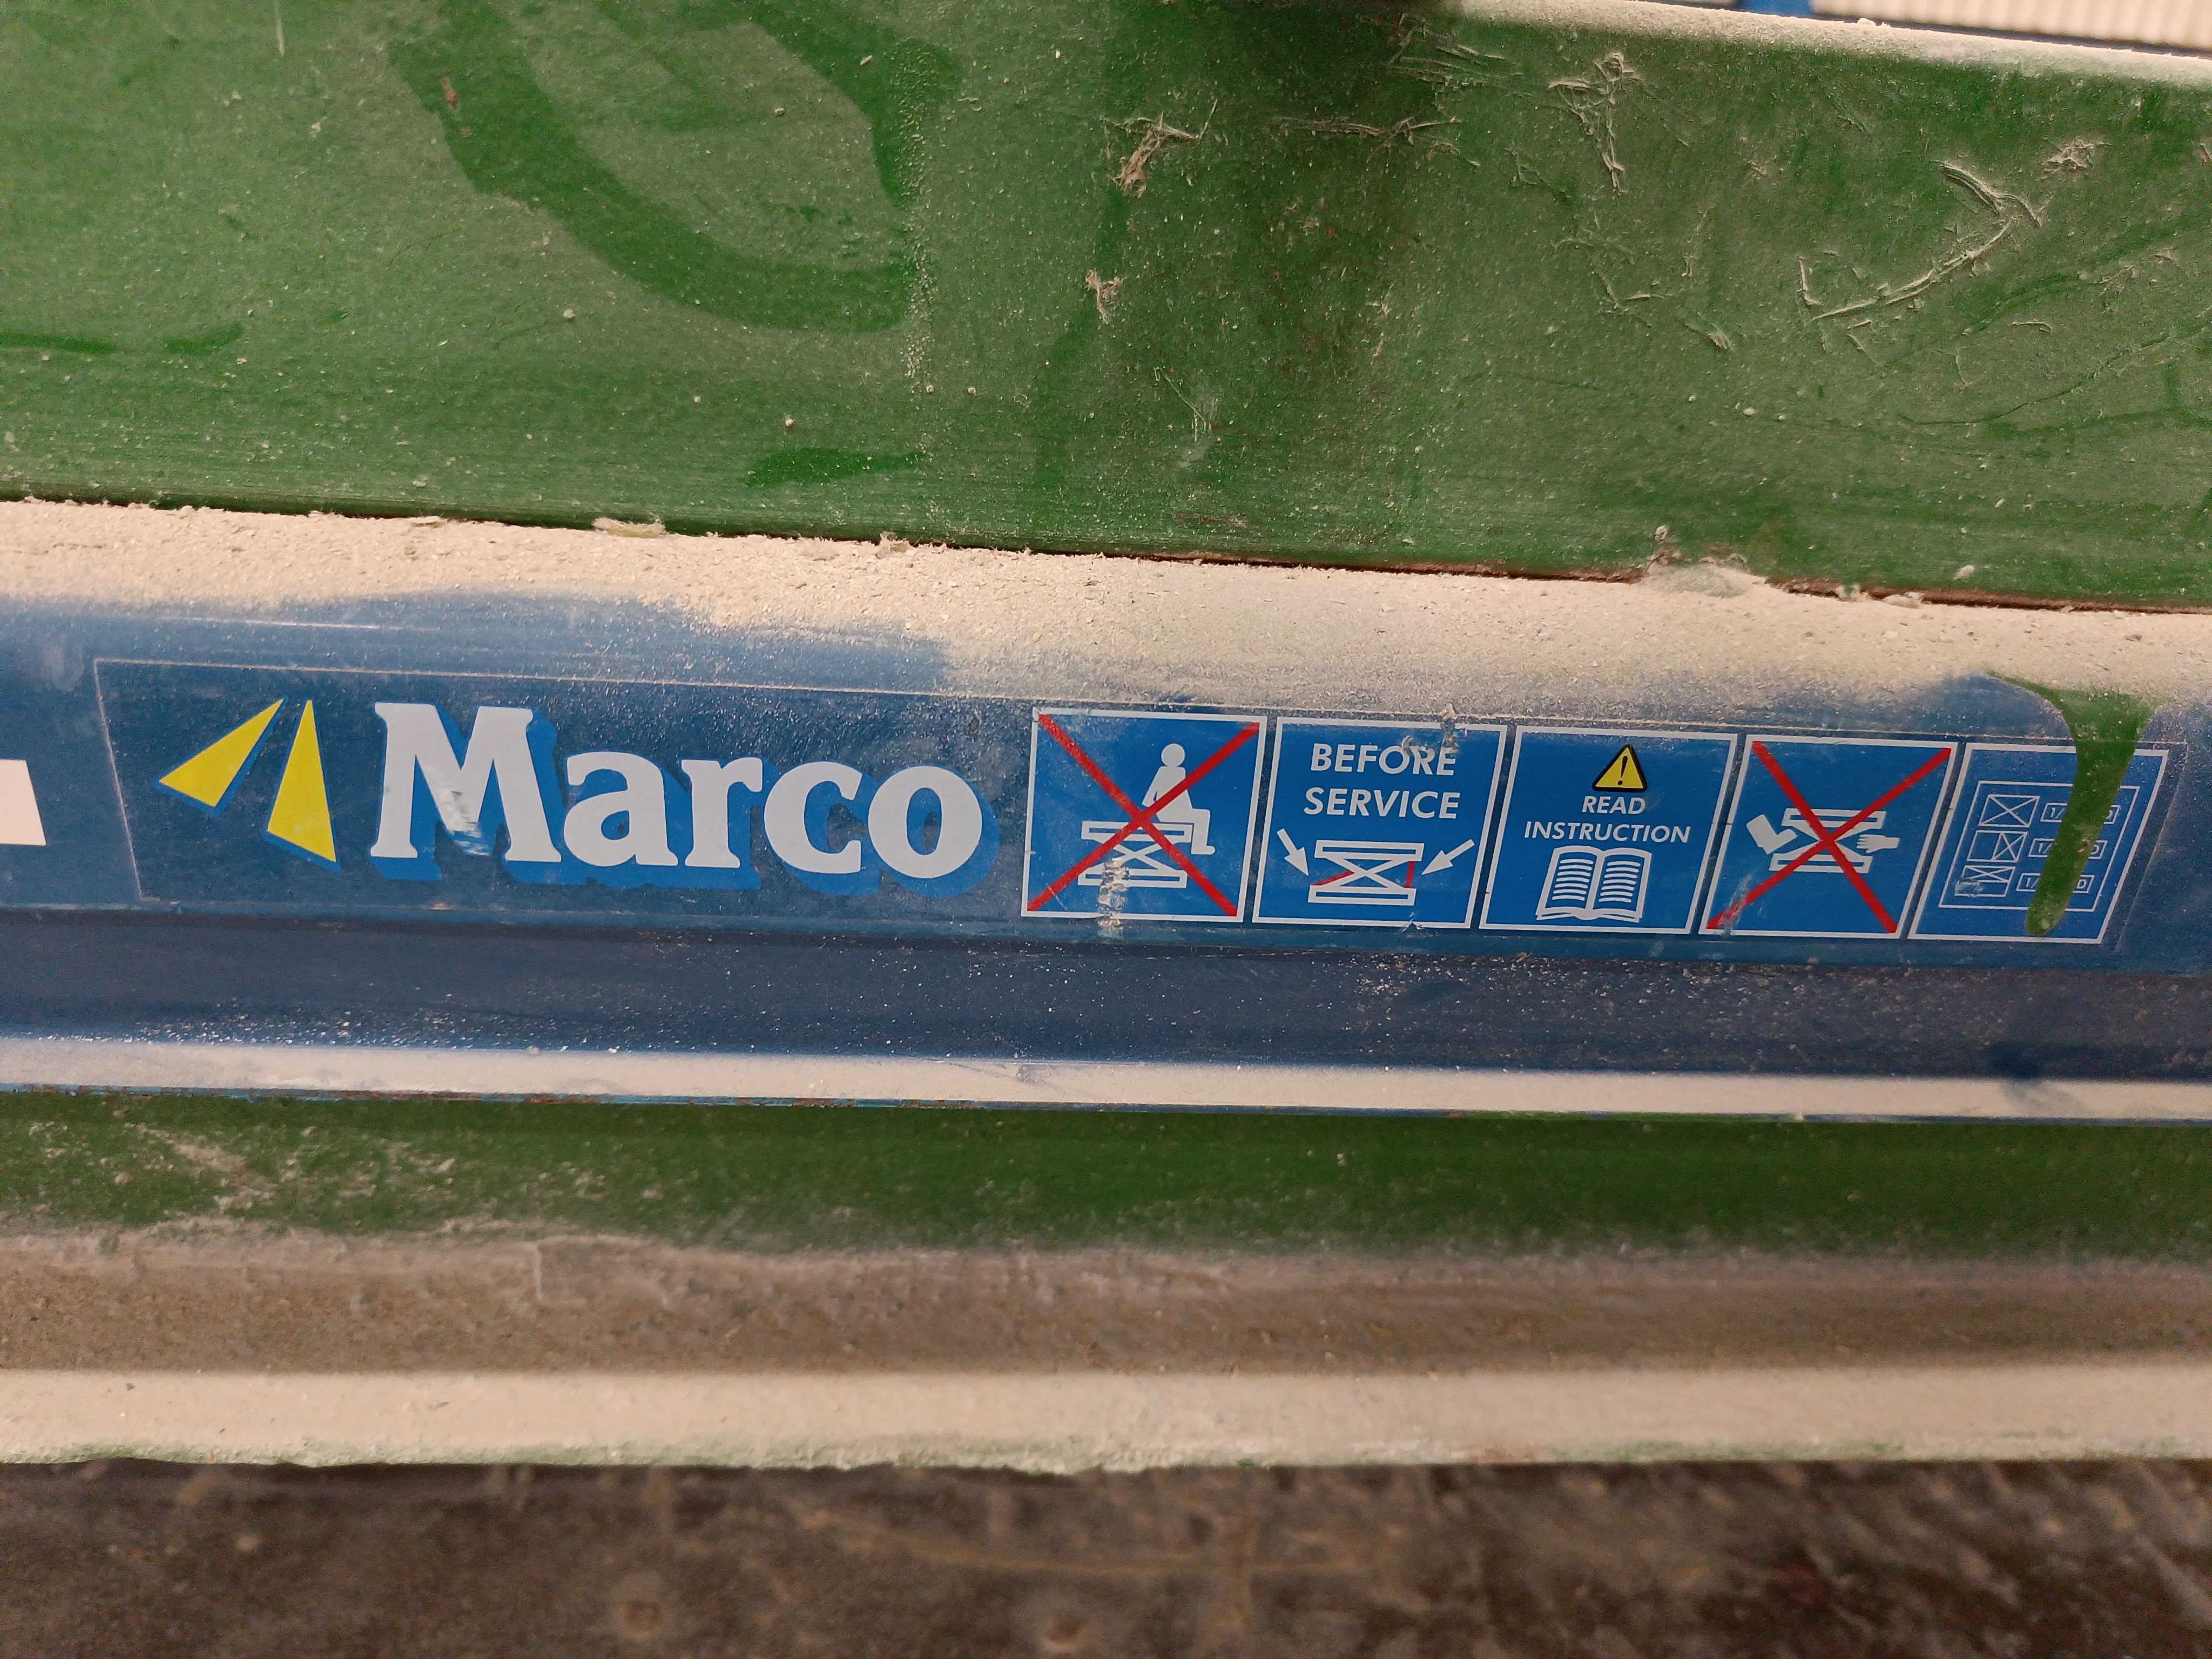 Marco
BEFORE
SERVICE
READ
INSTRUCTION